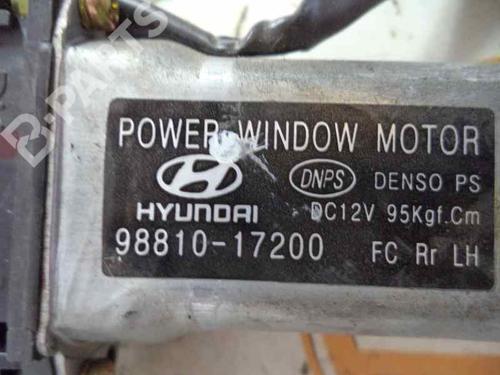 B-PARTS
POWER WINDOW MOTOR
DNPS DENSO PS
HYUNDAI DC12V 95Kgf.Cm
98810-17200 FC Rr LH